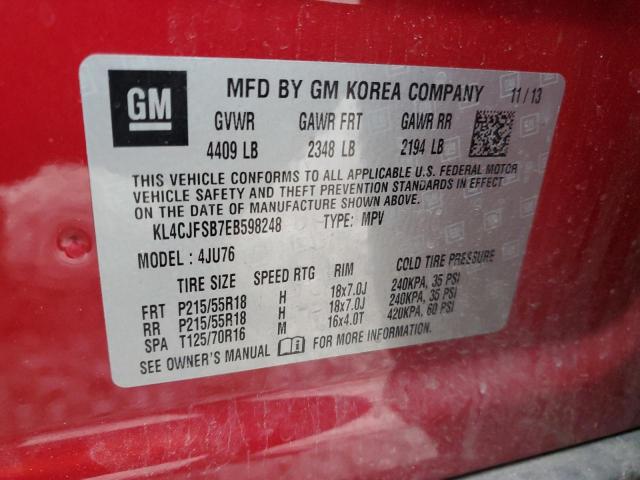 GM
MFD BY GM KOREA COMPANY 11/13
GVWR GAWR FRT GAWR RR
4409 LB 2348 LB 2194 LB
THIS VEHICLE CONFORMS TO ALL APPLICABLE U.S. FEDERAL MOTOR
VEHICLE SAFETY AND THEFT PREVENTION STANDARDS IN EFFECT
ON THE DATE OF MANUFACTURE SHOWN ABOVE.
KL4CJFSB7EB598248 TYPE: MPV
MODEL : 4JU76
TIRE SIZE SPEED RTG RIM COLD TIRE PRESSURE
FRT P215/55R18 H 18x7.0J 240KPA, 35 PSI
RR P215/55R18 H 18x7.0J 240KPA, 35 PSI
SPA T125/70R16 M 16x4.0T 420KPA, 60 PSI
SEE OWNER'S MANUAL FOR MORE INFORMATION.